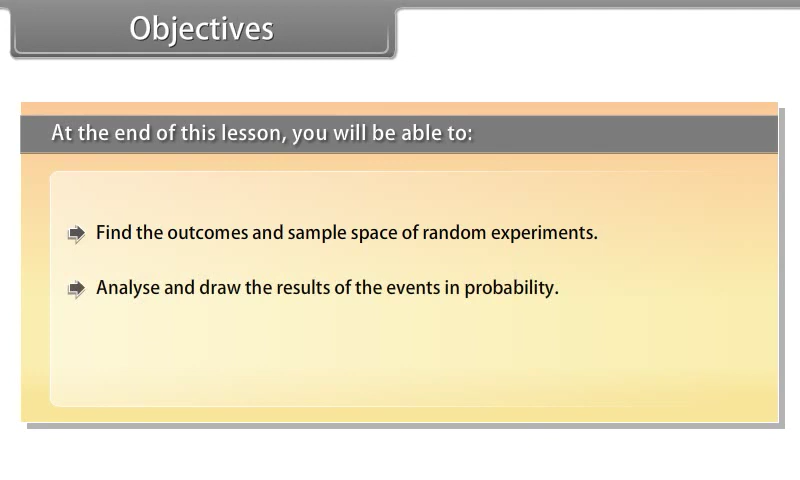 Objectives
At the end of this lesson, you will be able to:
Find the outcomes and sample space of random experiments.
Analyse and draw the results of the events in probability.